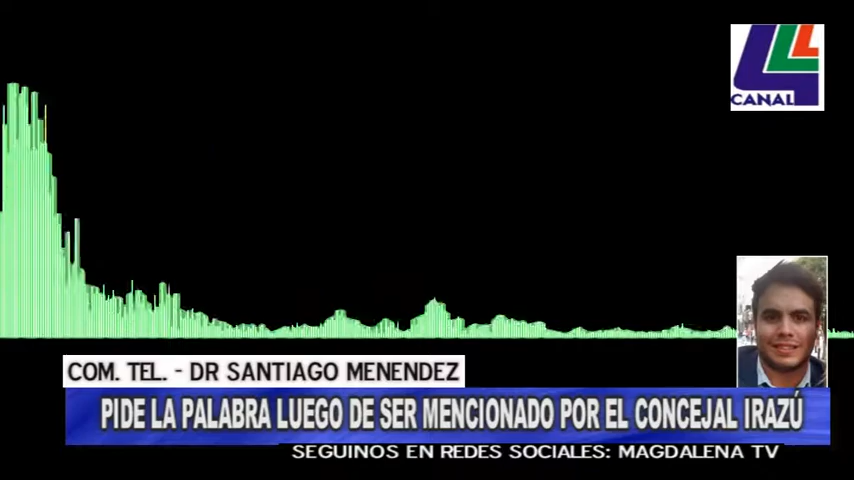 CANAL
COM. TEL. - DR SANTIAGO MENENDEZ
PIDE LA PALABRA LUEGO DE SER MENCIONADO POR EL CONCEJAL IRAZÚ
SEGUINOS EN REDES SOCIALES: MAGDALENA TV